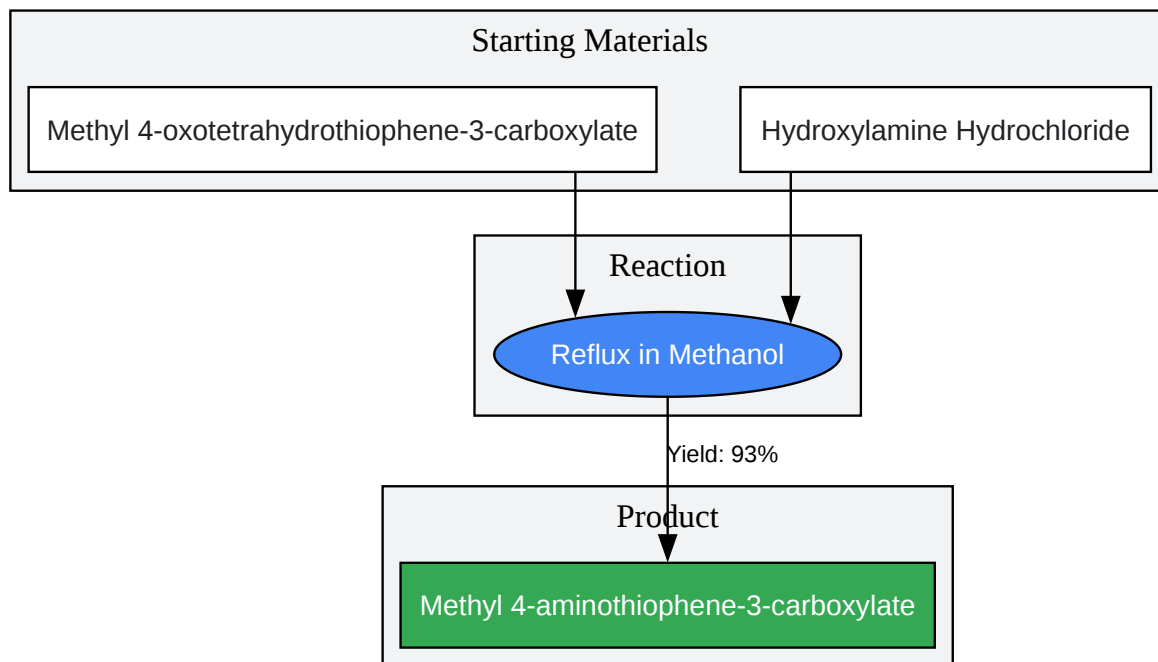 Starting Materials
Methyl 4-oxotetrahydrothiophene-3-carboxylate
Hydroxylamine Hydrochloride
Reaction
Reflux in Methanol
Yield: 93%
Product
Methyl 4-aminothiophene-3-carboxylate